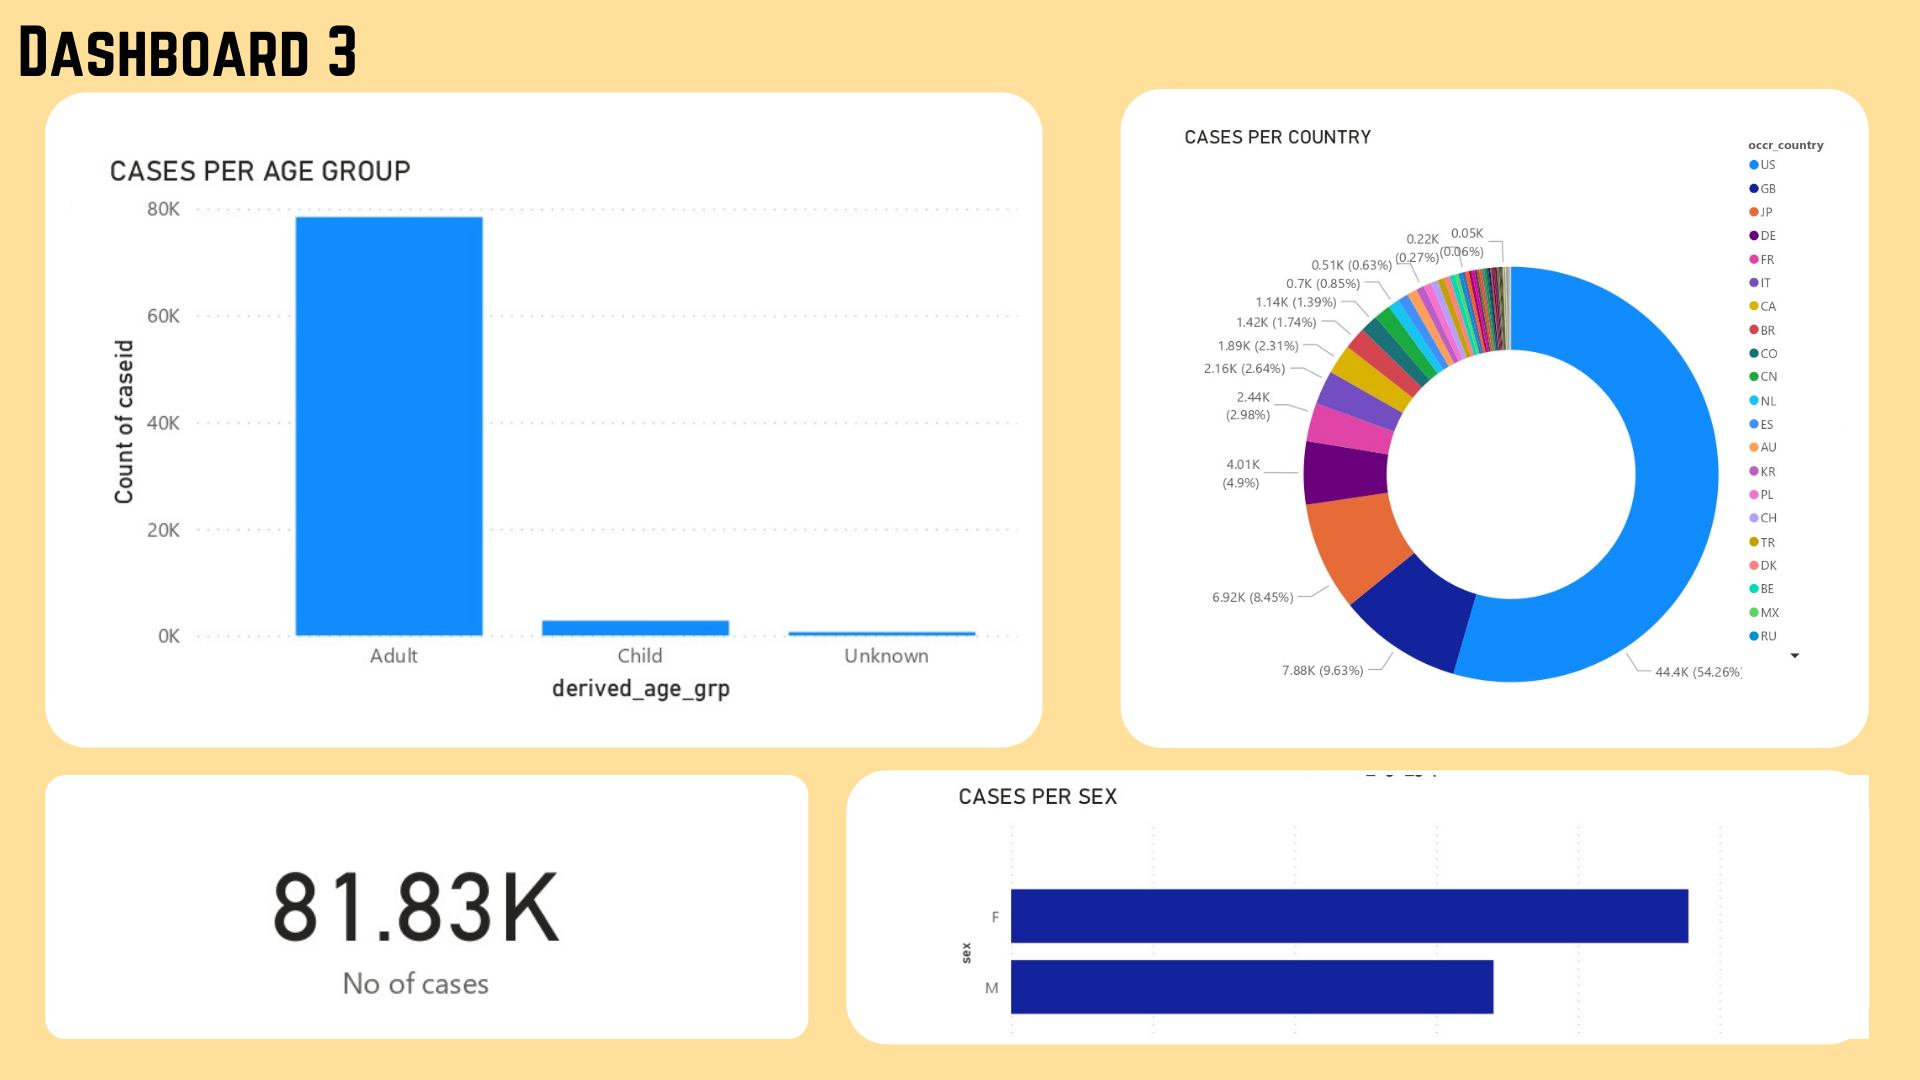 DASHBOARD 3
CASES PER AGE GROUP
80K
60K
40K
20K
0K
Count of caseid
Adult
Child
Unknown
derived_age_grp
CASES PER COUNTRY
occr_country
US
GB
JP
DE
FR
IT
CA
BR
CO
CN
NL
ES
AU
KR
PL
CH
TR
DK
BE
MX
RU
0.05K
(0.06%)
0.22K
(0.27%)
0.51K (0.63%)
0.7K (0.85%)
1.14K (1.39%)
1.42K (1.74%)
1.89K (2.31%)
2.16K (2.64%)
2.44K
(2.98%)
4.01K
(4.9%)
6.92K (8.45%)
7.88K (9.63%)
44.4K (54.26%)
81.83K
No of cases
CASES PER SEX
sex
F
M